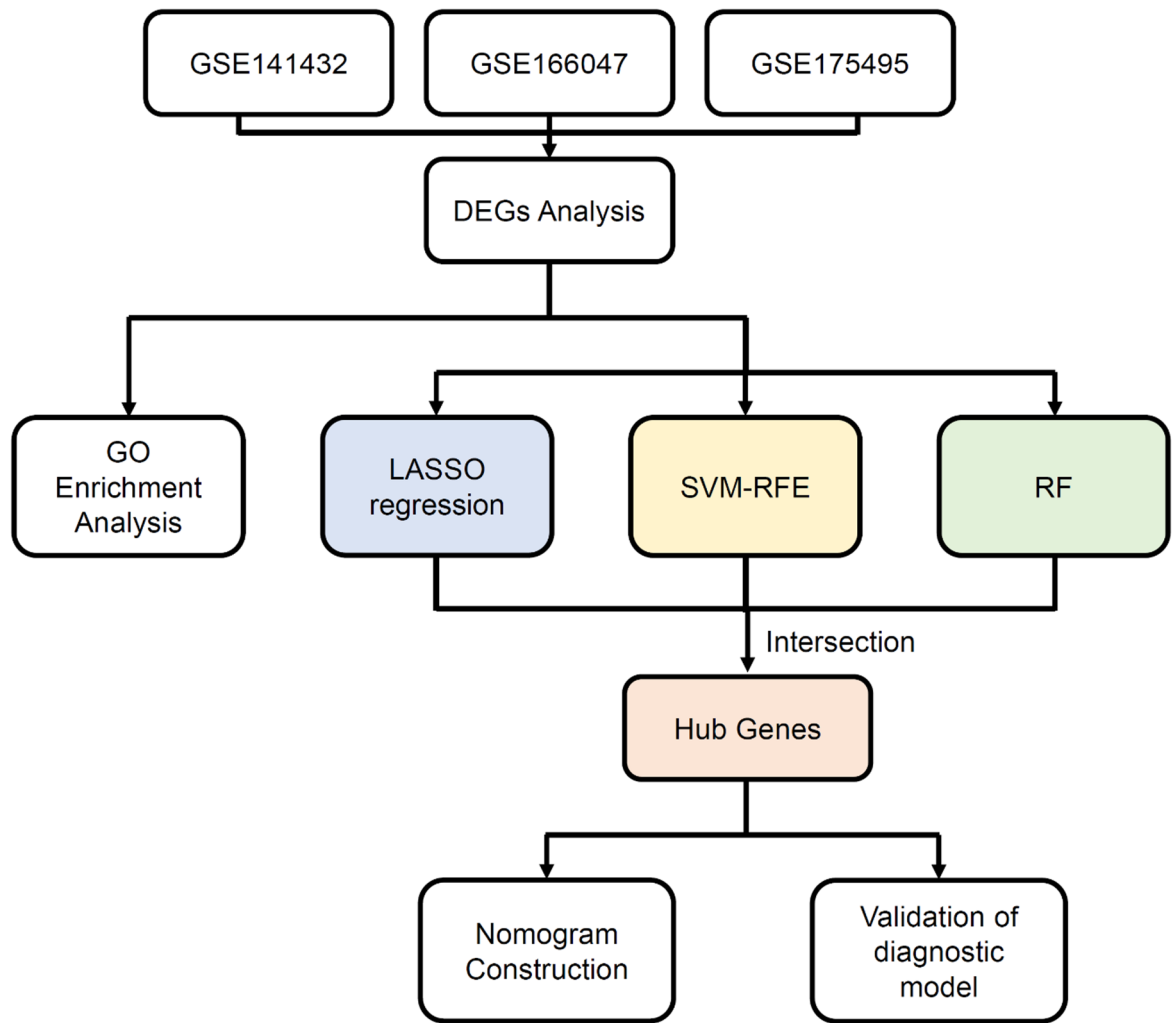 GSE141432
GSE166047
GSE175495
DEGs Analysis
GO
Enrichment
Analysis
LASSO
regression
SVM-RFE
RF
Intersection
Hub Genes
Nomogram
Construction
Validation of
diagnostic
model